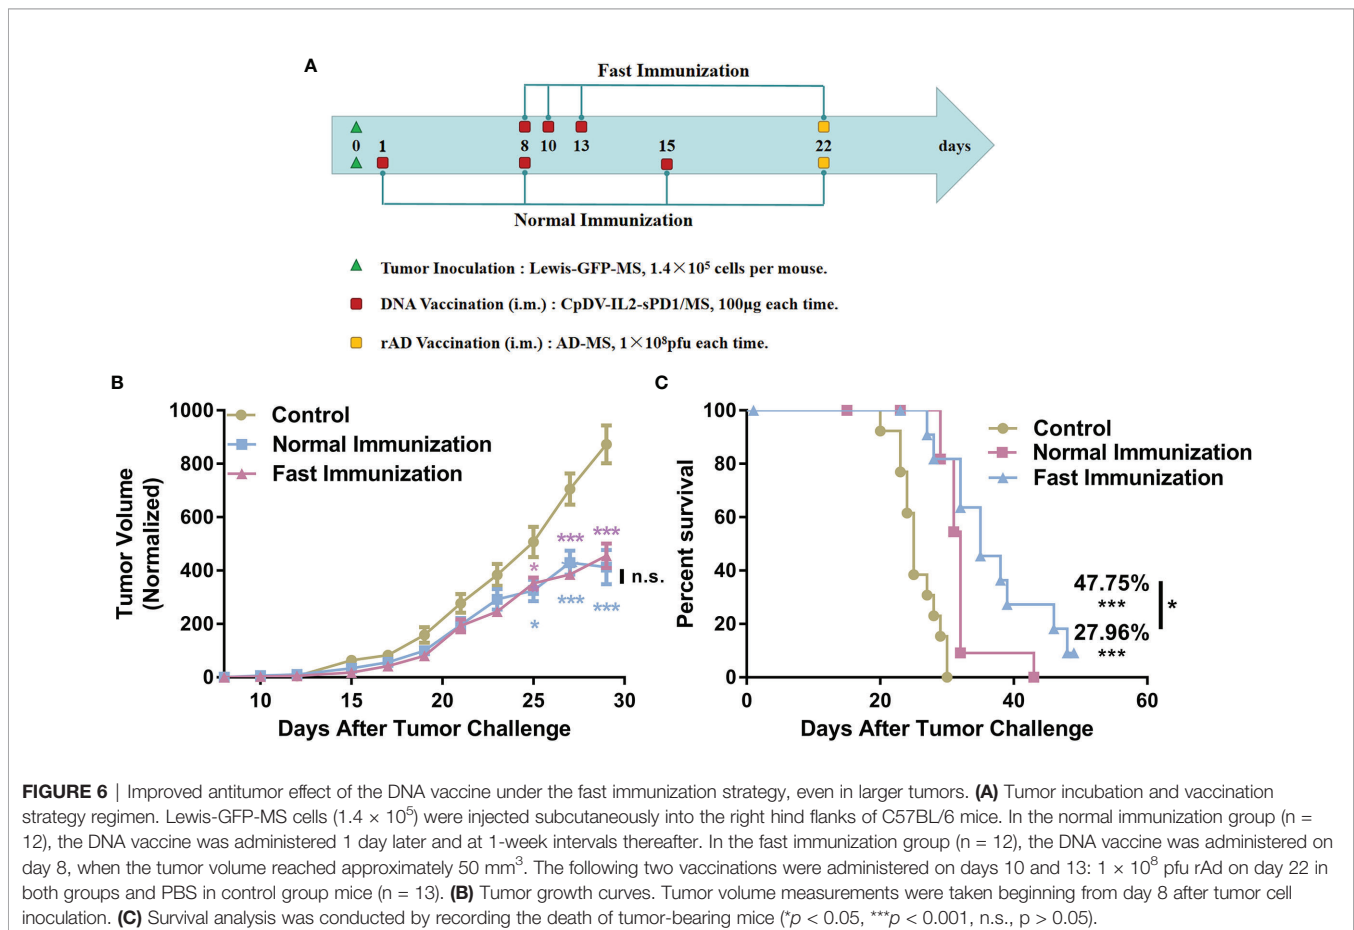 A
Fast Immunization
0 1 8 10 13 15 22 days
Normal Immunization
Tumor Inoculation : Lewis-GFP-MS, 1.4×10⁵ cells per mouse.
DNA Vaccination (i.m.) : CpDV-IL2-sPD1/MS, 100μg each time.
rAD Vaccination (i.m.) : AD-MS, 1×10⁸pfu each time.
B
Tumor Volume
(Normalized)
1000
800
600
400
200
0
Control
Normal Immunization
Fast Immunization
*** ***
*
n.s.
*** ***
*
10 15 20 25 30
Days After Tumor Challenge
C
Percent survival
100
80
60
40
20
0
Control
Normal Immunization
Fast Immunization
47.75%
***
*
27.96%
***
0 20 40 60
Days After Tumor Challenge
FIGURE 6 | Improved antitumor effect of the DNA vaccine under the fast immunization strategy, even in larger tumors. (A) Tumor incubation and vaccination
strategy regimen. Lewis-GFP-MS cells (1.4 × 10⁵) were injected subcutaneously into the right hind flanks of C57BL/6 mice. In the normal immunization group (n =
12), the DNA vaccine was administered 1 day later and at 1-week intervals thereafter. In the fast immunization group (n = 12), the DNA vaccine was administered on
day 8, when the tumor volume reached approximately 50 mm³. The following two vaccinations were administered on days 10 and 13: 1 × 10⁸ pfu rAd on day 22 in
both groups and PBS in control group mice (n = 13). (B) Tumor growth curves. Tumor volume measurements were taken beginning from day 8 after tumor cell
inoculation. (C) Survival analysis was conducted by recording the death of tumor-bearing mice (*p < 0.05, ***p < 0.001, n.s., p > 0.05).